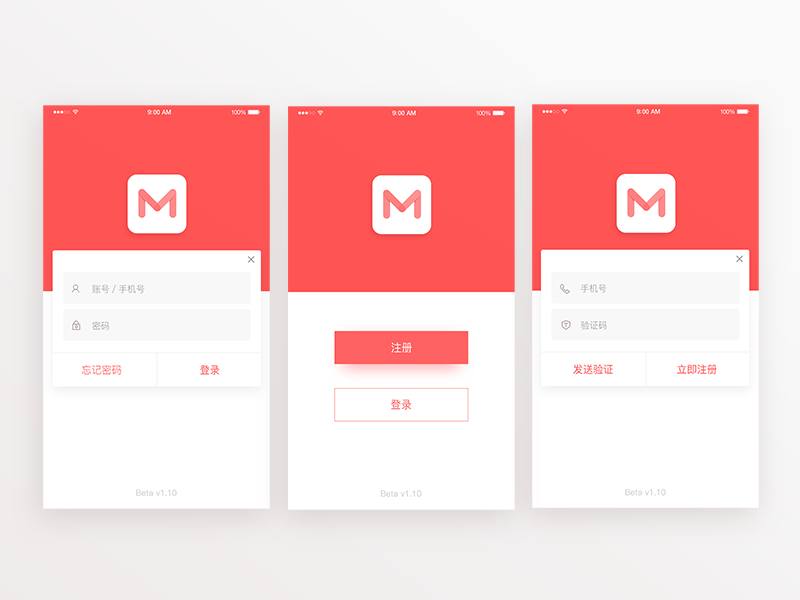 9:00 AM 100%
M
账号 / 手机号
密码
忘记密码 登录
Beta v1.10
9:00 AM 100%
M
注册
登录
Beta v1.10
9:00 AM 100%
M
手机号
验证码
发送验证 立即注册
Beta v1.10